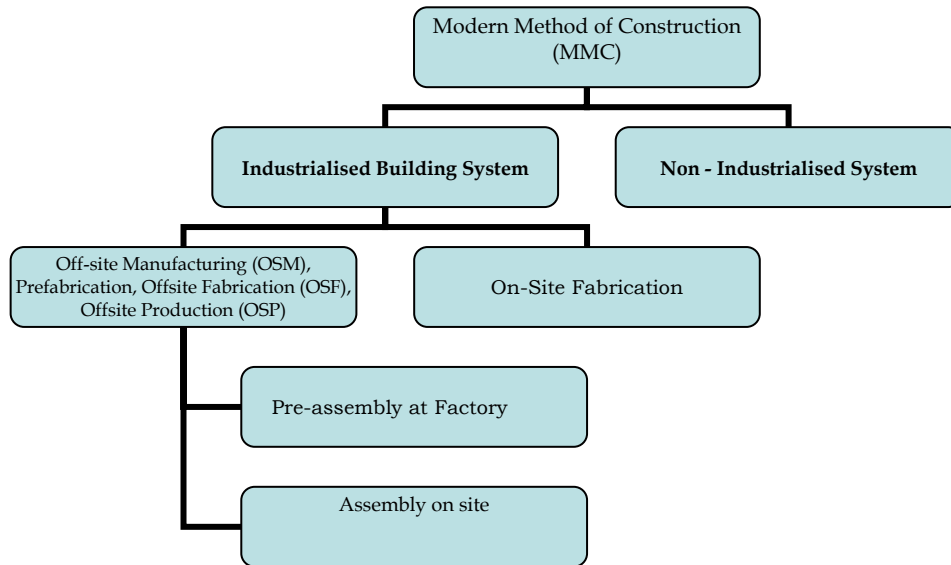 Modern Method of Construction
(MMC)
Industrialised Building System
Non - Industrialised System
Off-site Manufacturing (OSM),
Prefabrication, Offsite Fabrication (OSF),
Offsite Production (OSP)
On-Site Fabrication
Pre-assembly at Factory
Assembly on site